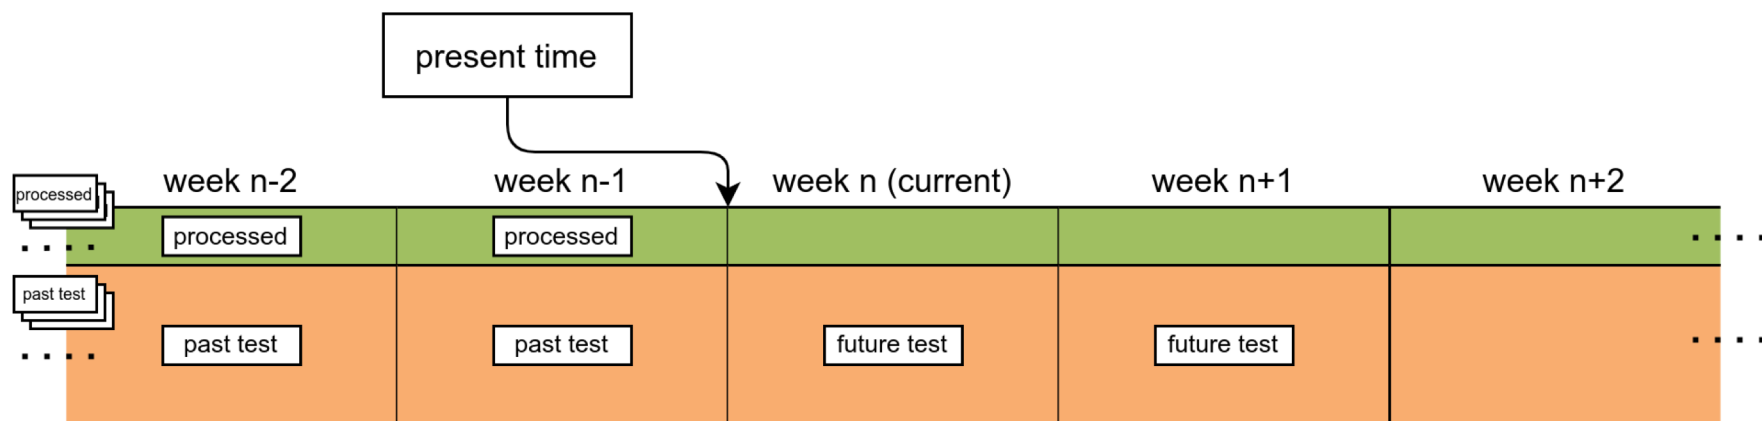 present time
week n-2
week n-1
week n (current)
week n+1
week n+2
processed
processed
processed
past test
past test
past test
future test
future test